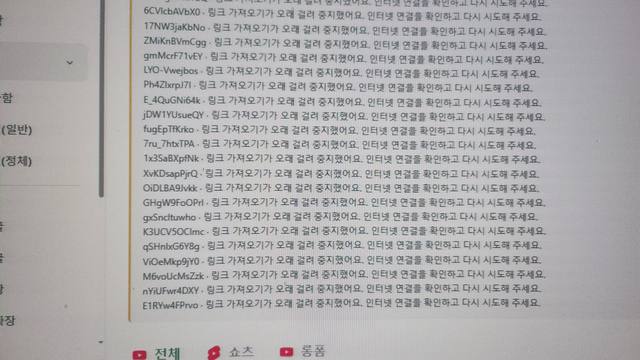 6CVIcbAVbX0 - 링크 가져오기가 오래 걸려 중지했어요. 인터넷 연결을 확인하고 다시 시도해 주세요.
17NW3jaKbNo - 링크 가져오기가 오래 걸려 중지했어요. 인터넷 연결을 확인하고 다시 시도해 주세요.
ZMiKnBVmCgg - 링크 가져오기가 오래 걸려 중지했어요. 인터넷 연결을 확인하고 다시 시도해 주세요.
gmMcrF71vEY - 링크 가져오기가 오래 걸려 중지했어요. 인터넷 연결을 확인하고 다시 시도해 주세요.
LYO-Vwejbos - 링크 가져오기가 오래 걸려 중지했어요. 인터넷 연결을 확인하고 다시 시도해 주세요.
Ph4ZlxrpJ7I - 링크 가져오기가 오래 걸려 중지했어요. 인터넷 연결을 확인하고 다시 시도해 주세요.
E_4QuGNi64k - 링크 가져오기가 오래 걸려 중지했어요. 인터넷 연결을 확인하고 다시 시도해 주세요.
jDW1YUsueQY - 링크 가져오기가 오래 걸려 중지했어요. 인터넷 연결을 확인하고 다시 시도해 주세요.
fugEpTfKrko - 링크 가져오기가 오래 걸려 중지했어요. 인터넷 연결을 확인하고 다시 시도해 주세요.
(일반)
7ru_7htxTPA - 링크 가져오기가 오래 걸려 중지했어요. 인터넷 연결을 확인하고 다시 시도해 주세요.
1x3SaBXpfNk - 링크 가져오기가 오래 걸려 중지했어요. 인터넷 연결을 확인하고 다시 시도해 주세요.
(정체)
XvKDsapPjrQ - 링크 가져오기가 오래 걸려 중지했어요. 인터넷 연결을 확인하고 다시 시도해 주세요.
OiDLBA9Jvkk - 링크 가져오기가 오래 걸려 중지했어요. 인터넷 연결을 확인하고 다시 시도해 주세요.
GHgW9FoOPrI - 링크 가져오기가 오래 걸려 중지했어요. 인터넷 연결을 확인하고 다시 시도해 주세요.
gxSncItuwho - 링크 가져오기가 오래 걸려 중지했어요. 인터넷 연결을 확인하고 다시 시도해 주세요.
K3UCV5OCImc - 링크 가져오기가 오래 걸려 중지했어요. 인터넷 연결을 확인하고 다시 시도해 주세요.
qSHnIxG6Y8g - 링크 가져오기가 오래 걸려 중지했어요. 인터넷 연결을 확인하고 다시 시도해 주세요.
ViOeMkp9jY0 - 링크 가져오기가 오래 걸려 중지했어요. 인터넷 연결을 확인하고 다시 시도해 주세요.
M6voUcMsZzk - 링크 가져오기가 오래 걸려 중지했어요. 인터넷 연결을 확인하고 다시 시도해 주세요.
nYiUFwr4DXY - 링크 가져오기가 오래 걸려 중지했어요. 인터넷 연결을 확인하고 다시 시도해 주세요.
E1RYw4FPrvo - 링크 가져오기가 오래 걸려 중지했어요. 인터넷 연결을 확인하고 다시 시도해 주세요.
전체 쇼츠 롱폼